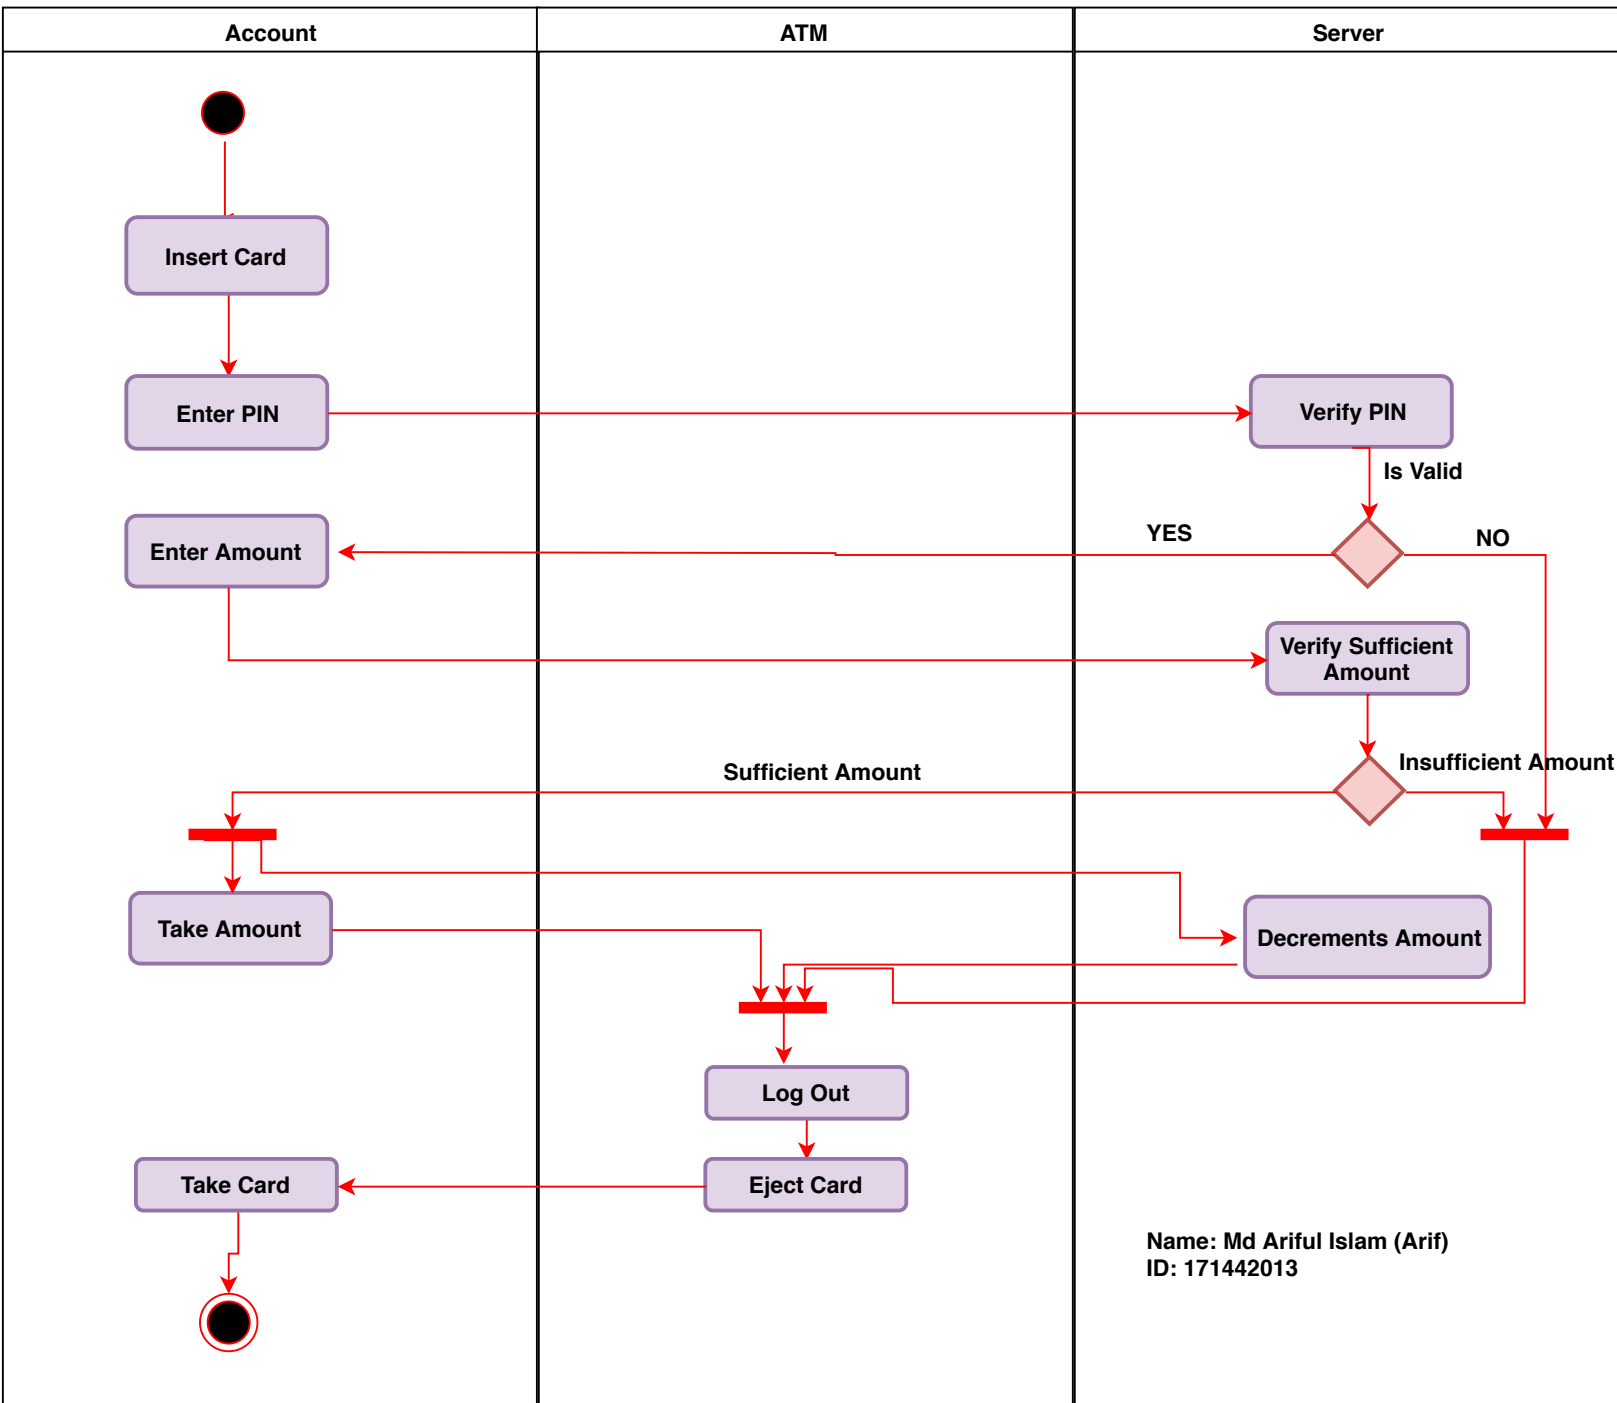 Account
ATM
Server
Insert Card
Enter PIN
Verify PIN
Is Valid
Enter Amount
YES
NO
Verify Sufficient
Amount
Sufficient Amount
Insufficient Amount
Take Amount
Decrements Amount
Log Out
Take Card
Eject Card
Name: Md Ariful Islam (Arif)
ID: 171442013